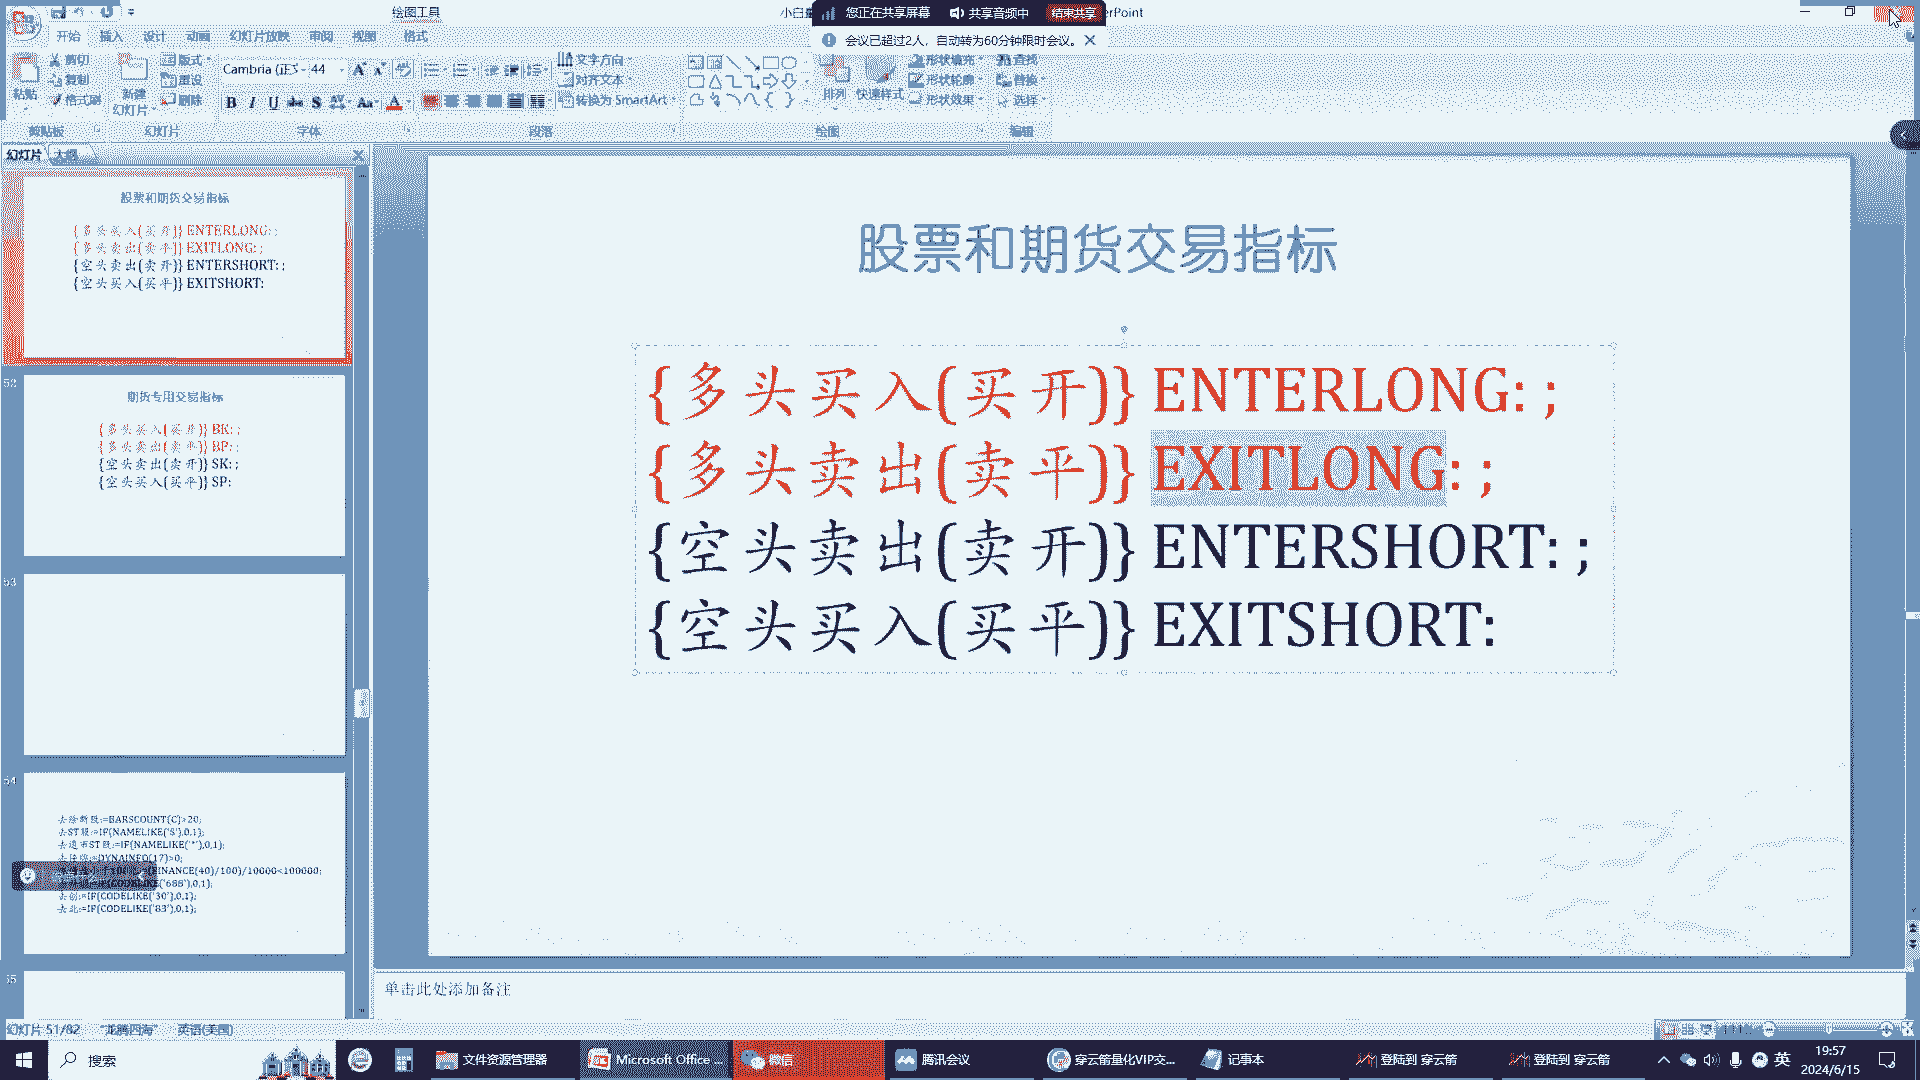 绘图工具
小白
您正在共享屏幕
共享音频中
结束共享
erPoint
会议已超过2人，自动转为60分钟限时会议。
开始 插入 设计 动画 幻灯片放映 审阅 视图 格式
剪切
复制
格式刷
粘贴
新建
幻灯片
版式
重设
删除
Cambria (正文 44
文字方向
对齐文本
转换为 SmartArt
排列
快速样式
形状填充
形状轮廓
形状效果
查找
替换
选择
剪贴板
幻灯片
字体
段落
绘图
编辑
幻灯片
大纲
股票和期货交易指标
{多头买入(买开)} ENTERLONG: ;
{多头卖出(卖平)} EXITLONG: ;
{空头卖出(卖开)} ENTERSHORT: ;
{空头买入(买平)} EXITSHORT:
52
期货专用交易指标
{多头买入(买开)} BK: ;
{多头卖出(卖平)} BP: ;
{空头卖出(卖开)} SK: ;
{空头买入(买平)} SP:
53
54
去除新股:=BARSCOUNT(C)>20;
去ST股:=IF(NAMELIKE('S'),0,1);
去退市ST股:=IF(NAMELIKE('*'),0,1);
DYNAINFO(17)>0;
FINANCE(40)/100)/10000<100000;
IF(CODELIKE('688'),0,1);
去创:=IF(CODELIKE('30'),0,1);
去北:=IF(CODELIKE('83'),0,1);
55
股票和期货交易指标
{多头买入(买开)} ENTERLONG: ;
{多头卖出(卖平)} EXITLONG: ;
{空头卖出(卖开)} ENTERSHORT: ;
{空头买入(买平)} EXITSHORT:
单击此处添加备注
幻灯片 51/82 "龙腾四海" 英语(美国)
搜索
文件资源管理器
Microsoft Office ...
微信
腾讯会议
穿云箭量化VIP交...
记事本
登陆到 穿云箭
登陆到 穿云箭
英
19:57
2024/6/15